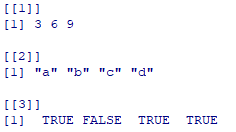 [[1]]
[1] 3 6 9
[[2]]
[1] "a" "b" "c" "d"
[[3]]
[1]  TRUE FALSE  TRUE  TRUE